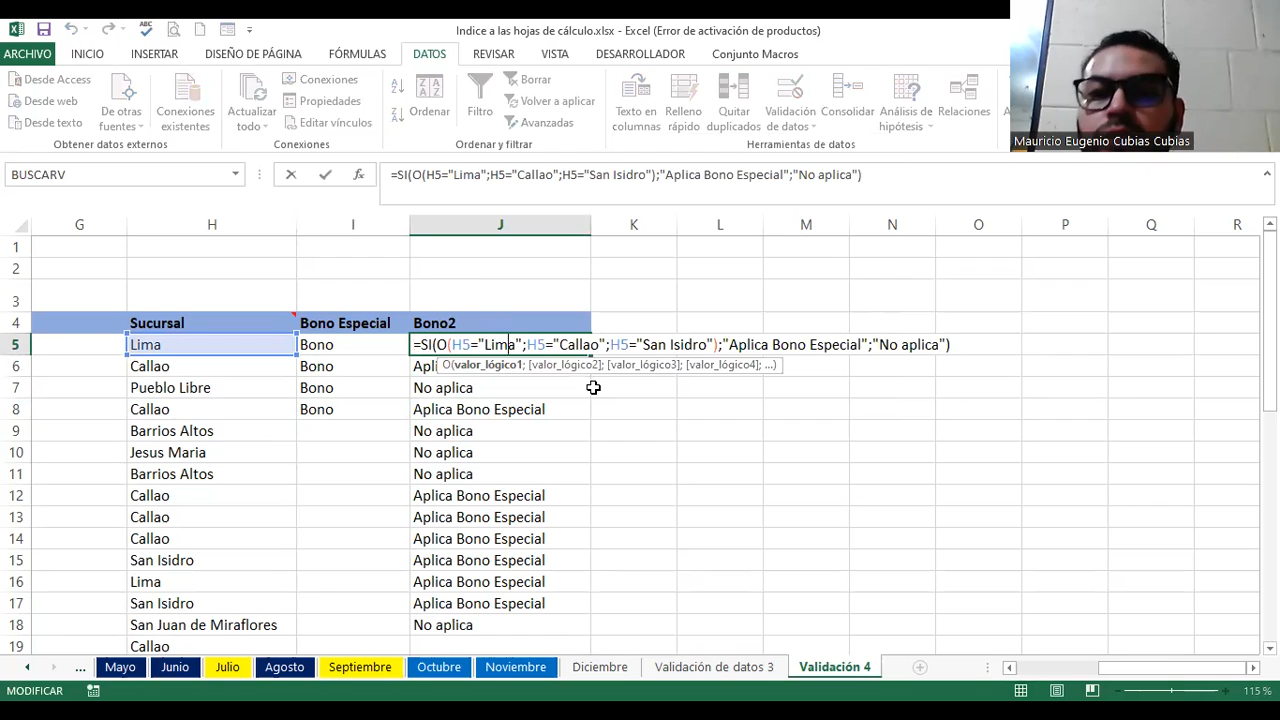 Indice a las hojas de cálculo.xlsx - Excel (Error de activación de productos)
ARCHIVO INICIO INSERTAR DISEÑO DE PÁGINA FÓRMULAS DATOS REVISAR VISTA DESARROLLADOR Conjunto Macros
Desde Access
Desde web
Desde texto
De otras fuentes
Conexiones existentes
Obtener datos externos
Actualizar todo
Conexiones
Propiedades
Editar vínculos
Conexiones
Ordenar
Filtro
Borrar
Volver a aplicar
Avanzadas
Ordenar y filtrar
Texto en columnas
Relleno rápido
Quitar duplicados
Validación de datos
Consolidar
Análisis de hipótesis
Relaciones
Herramientas de datos
Mauricio Eugenio Cubias Cubias
BUSCARV =SI(O(H5="Lima";H5="Callao";H5="San Isidro");"Aplica Bono Especial";"No aplica")
G H I J K L M N O P Q R
1
2
3
4 Sucursal Bono Especial Bono2
5 Lima Bono =SI(O(H5="Lima";H5="Callao";H5="San Isidro");"Aplica Bono Especial";"No aplica")
O(valor_lógico1; [valor_lógico2]; [valor_lógico3]; [valor_lógico4]; ...)
6 Callao Bono Apli
7 Pueblo Libre Bono No aplica
8 Callao Bono Aplica Bono Especial
9 Barrios Altos No aplica
10 Jesus Maria No aplica
11 Barrios Altos No aplica
12 Callao Aplica Bono Especial
13 Callao Aplica Bono Especial
14 Callao Aplica Bono Especial
15 San Isidro Aplica Bono Especial
16 Lima Aplica Bono Especial
17 San Isidro Aplica Bono Especial
18 San Juan de Miraflores No aplica
19 Callao
... Mayo Junio Julio Agosto Septiembre Octubre Noviembre Diciembre Validación de datos 3 Validación 4
MODIFICAR 115 %